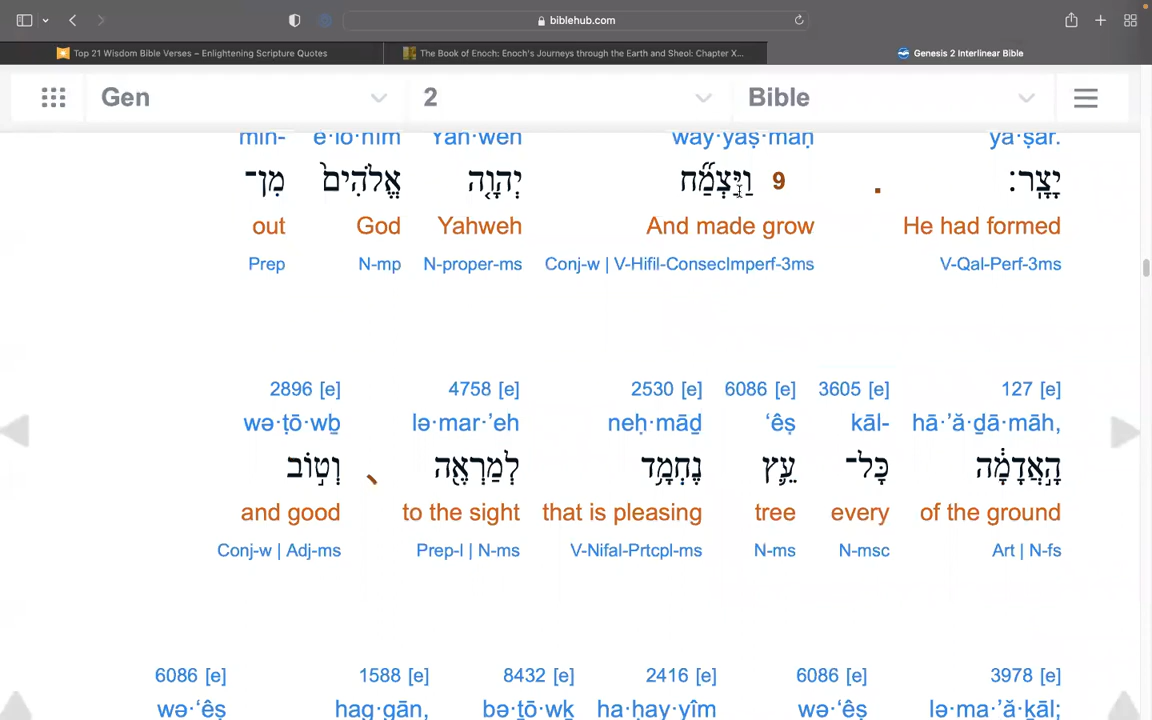 biblehub.com
Top 21 Wisdom Bible Verses – Enlightening Scripture Quotes
The Book of Enoch: Enoch's Journeys through the Earth and Sheol: Chapter X...
Genesis 2 Interlinear Bible
Gen 2 Bible
yā·ṣār. way·yaṣ·maḥ Yah·weh ’ĕ·lō·hîm min-
יָצָֽר׃ . 9 וַיַּצְמַ֞ח יְהוָ֤ה אֱלֹהִים֙ מִן־
He had formed And made grow Yahweh God out
V-Qal-Perf-3ms Conj-w | V-Hifil-ConsecImperf-3ms N-proper-ms N-mp Prep
127 [e] 3605 [e] 6086 [e] 2530 [e] 4758 [e] 2896 [e]
hā·’ă·ḏā·māh, kāl- ‘êṣ neḥ·māḏ lə·mar·’eh wə·ṭō·wḇ
הָ֣אֲדָמָ֔ה כָּל־ עֵ֛ץ נֶחְמָ֥ד לְמַרְאֶ֖ה 、 וְט֣וֹב
of the ground every tree that is pleasing to the sight and good
Art | N-fs N-msc N-ms V-Nifal-Prtcpl-ms Prep-l | N-ms Conj-w | Adj-ms
3978 [e] 6086 [e] 2416 [e] 8432 [e] 1588 [e] 6086 [e]
lə·ma·’ă·ḵāl; wə·‘êṣ ha·ḥay·yîm bə·ṯō·wḵ hag·gān, wə·‘êṣ